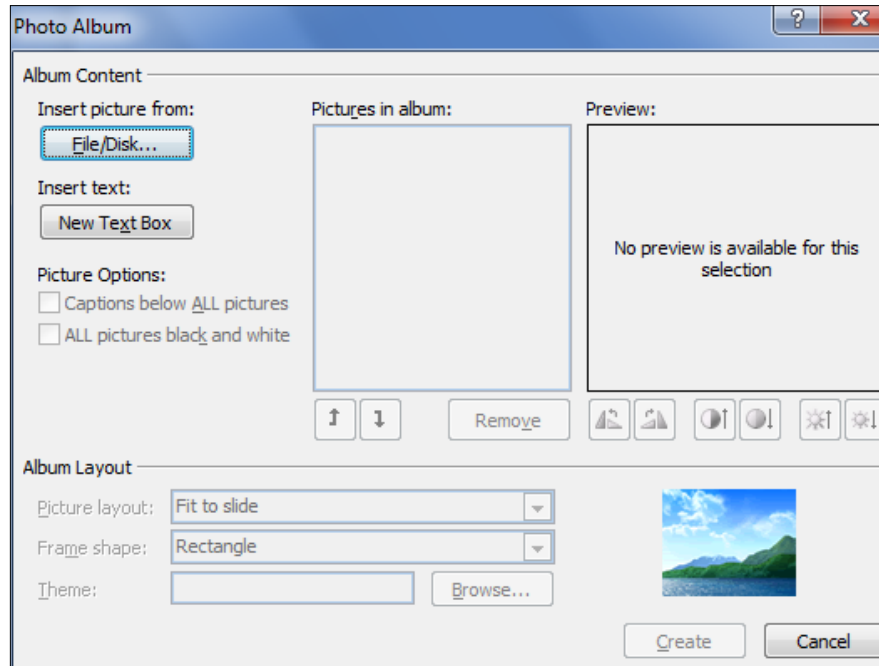 Photo Album
?
X
Album Content
Insert picture from:
Pictures in album:
Preview:
File/Disk...
Insert text:
New Text Box
No preview is available for this
selection
Picture Options:
Captions below ALL pictures
ALL pictures black and white
Remove
Album Layout
Picture layout:
Fit to slide
Frame shape:
Rectangle
Theme:
Browse...
Create
Cancel